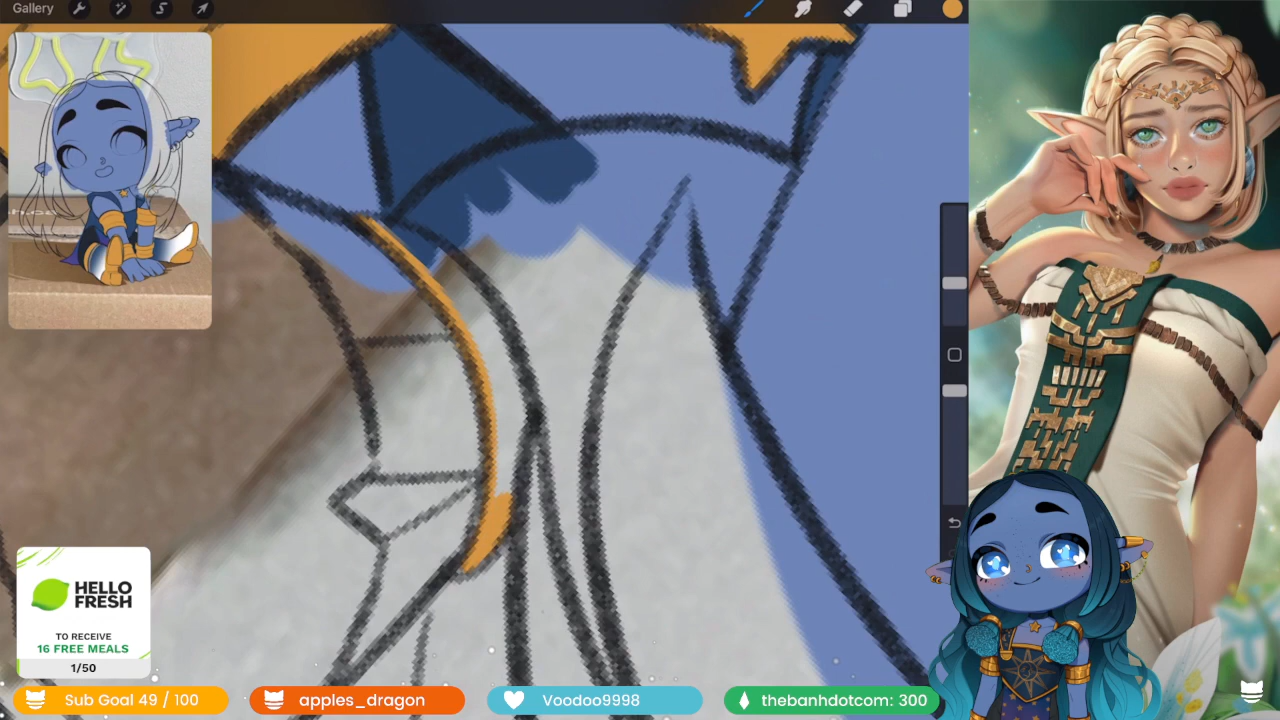 Gallery
HELLO
FRESH
TO RECEIVE
16 FREE MEALS
1/50
Sub Goal 49 / 100
apples_dragon
Voodoo9998
thebanhdotcom: 300